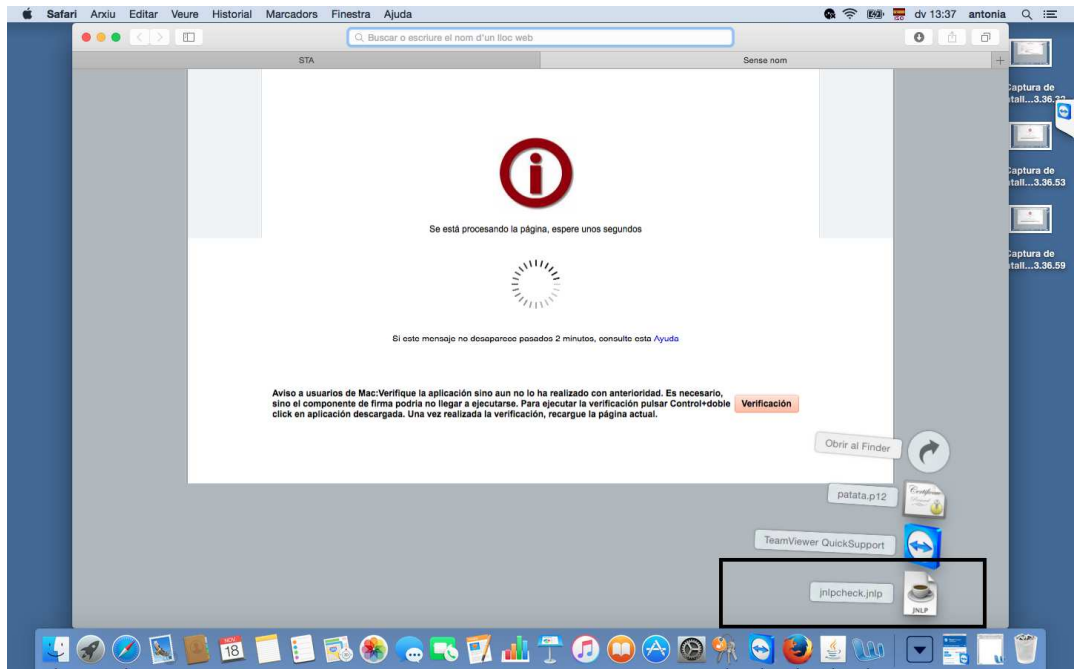 Safari Arxiu Editar Veure Historial Marcadors Finestra Ajuda
dv 13:37 antonia
Buscar o escriure el nom d'un lloc web
STA
Sense nom
Captura de
ntall...3.36.32
Captura de
ntall...3.36.53
Captura de
ntall...3.36.59
Se está procesando la página, espere unos segundos
Si este mensaje no desaparece pasados 2 minutos, consulte esta Ayuda
Aviso a usuarios de Mac:Verifique la aplicación sino aun no lo ha realizado con anterioridad. Es necesario,
sino el componente de firma podria no llegar a ejecutarse. Para ejecutar la verificación pulsar Control+doble
click en aplicación descargada. Una vez realizada la verificación, recargue la página actual.
Verificación
Obrir al Finder
patata.p12
TeamViewer QuickSupport
jnlpcheck.jnlp
JNLP
NOV
18